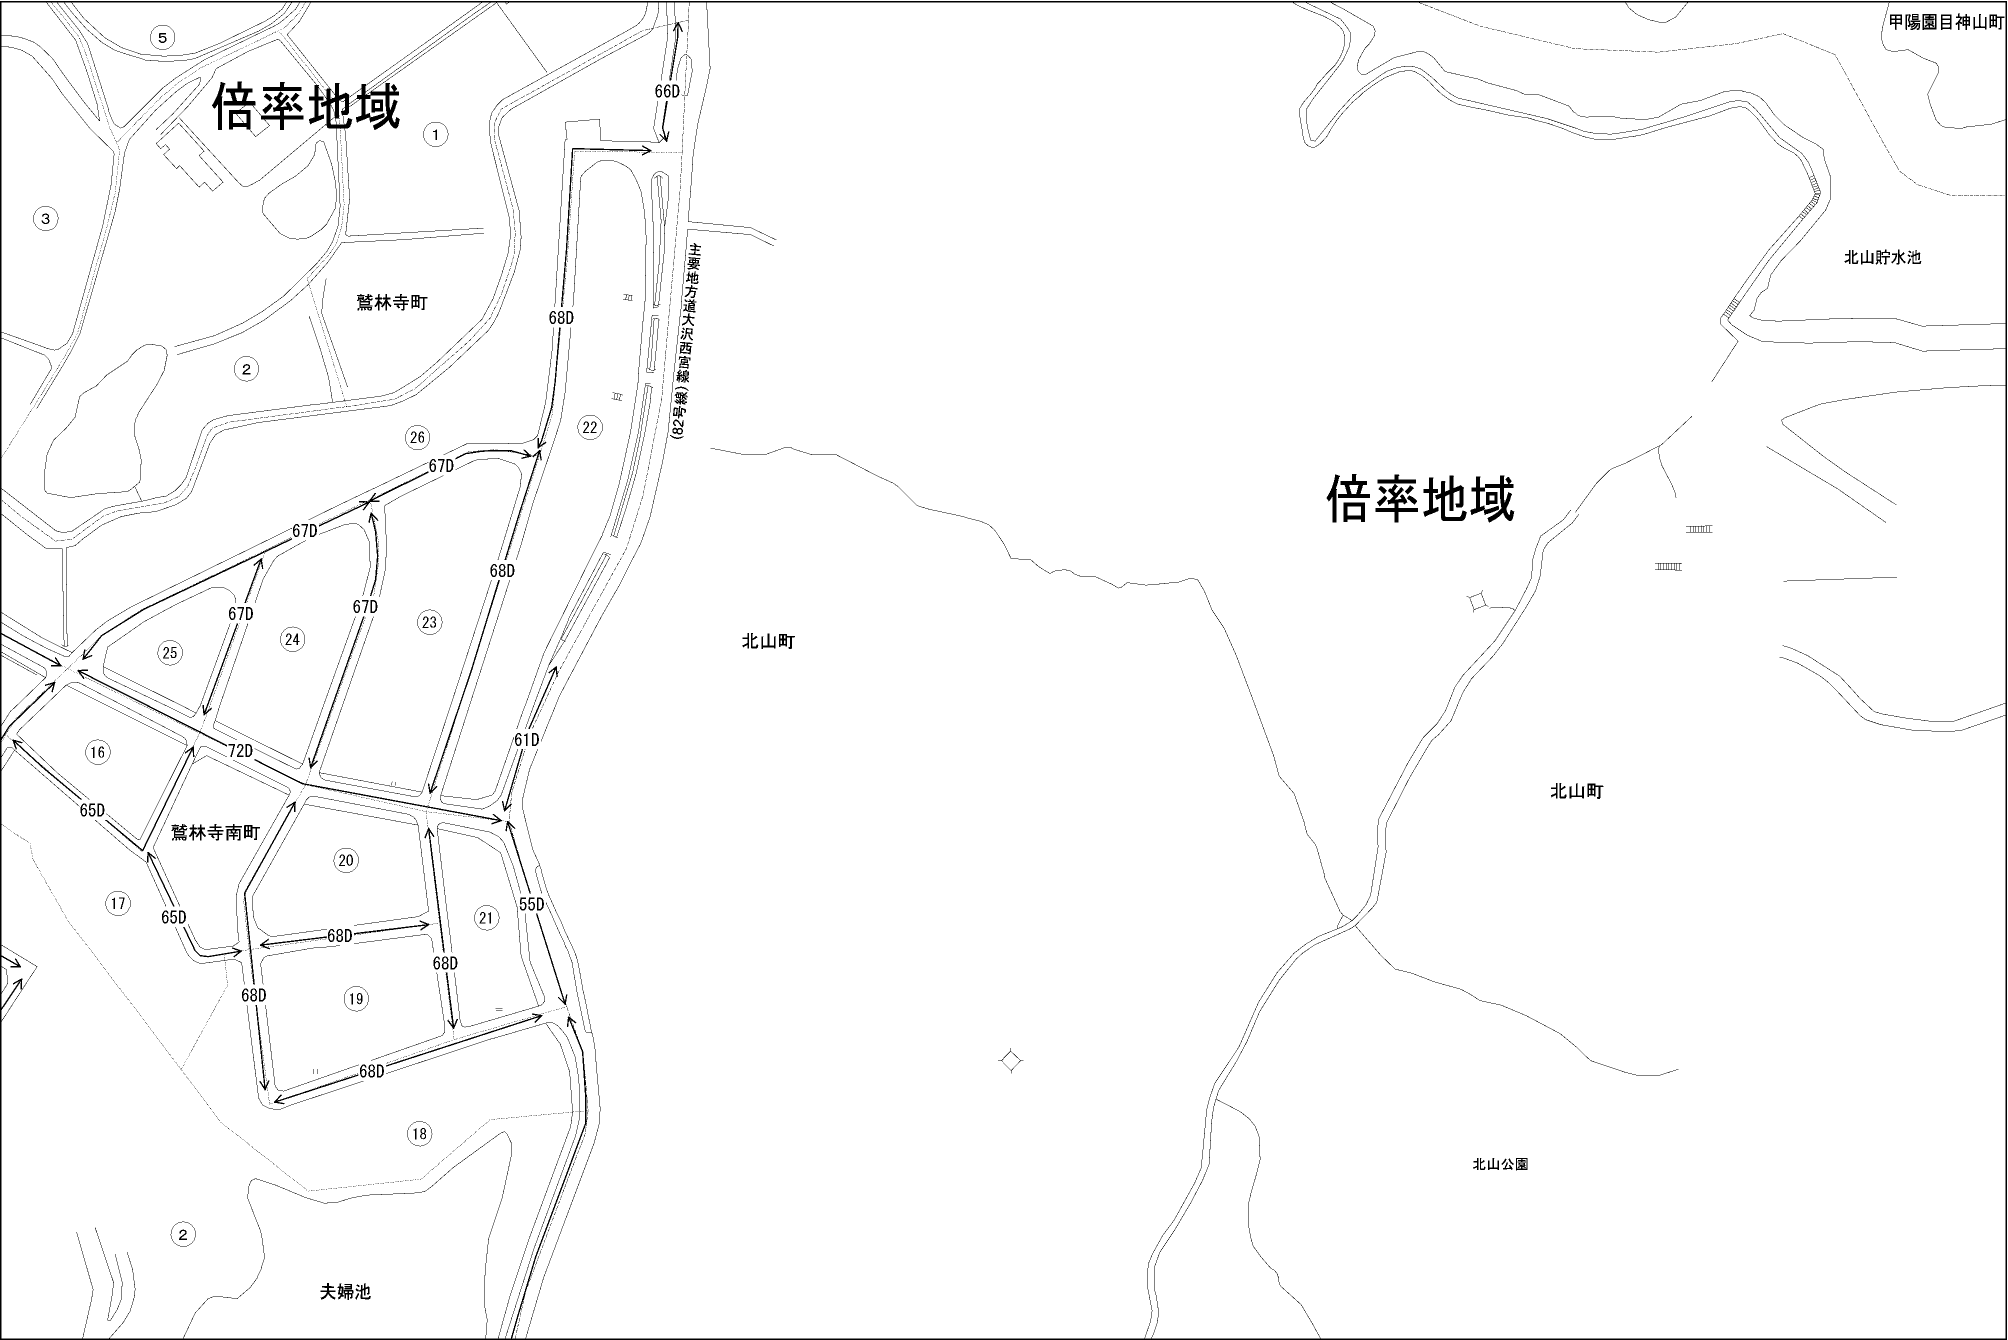 甲陽園目神山町
5
倍率地域
66D
1
3
主要地方道大沢西宮線
(82号線)
北山貯水池
鷲林寺町
68D
2
22
26
67D
倍率地域
67D
68D
67D
67D
23
24
25
北山町
61D
16
72D
北山町
65D
鷲林寺南町
20
17
65D
55D
21
68D
68D
68D
19
68D
18
北山公園
2
夫婦池